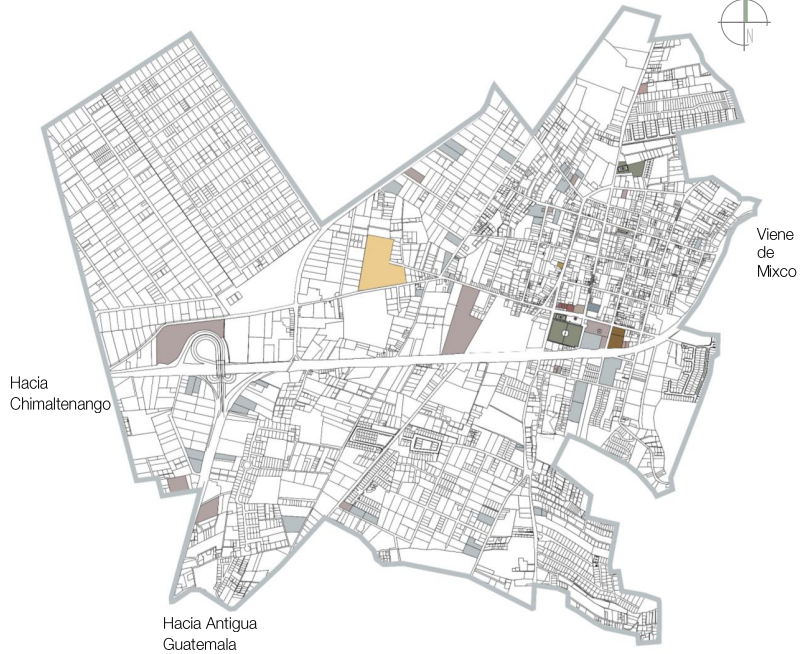 N
Viene
de
Mixco
Hacia
Chimaltenango
Hacia Antigua
Guatemala